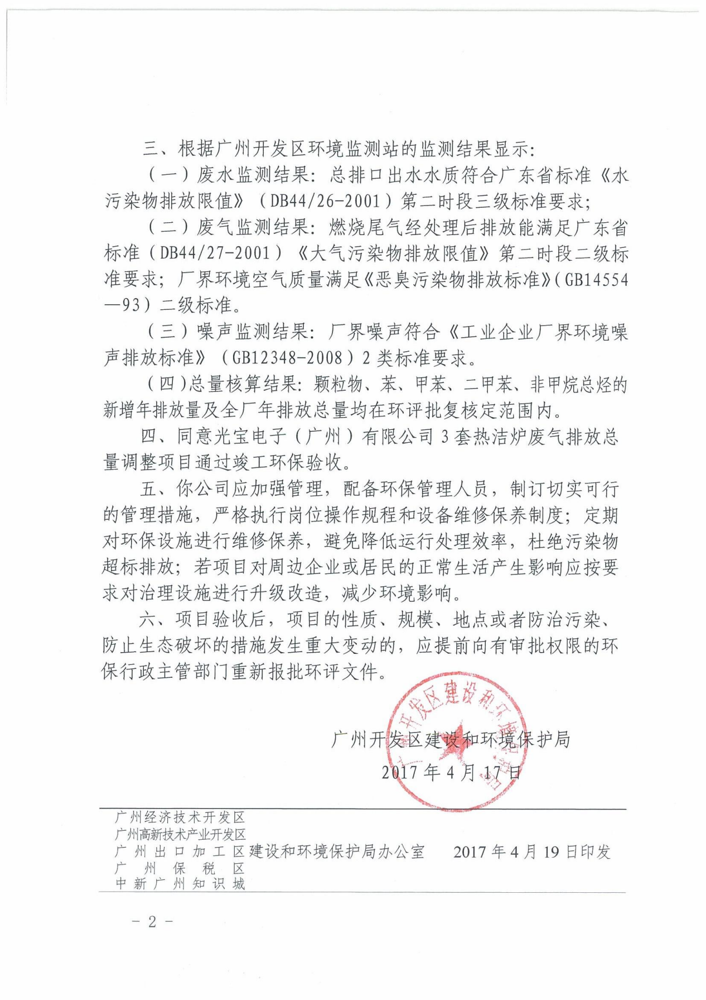 三、根据广州开发区环境监测站的监测结果显示：
（一）废水监测结果：总排口出水水质符合广东省标准《水
污染物排放限值》（DB44/26-2001）第二时段三级标准要求；
（二）废气监测结果：燃烧尾气经处理后排放能满足广东省
标准（DB44/27-2001）《大气污染物排放限值》第二时段二级标
准要求；厂界环境空气质量满足《恶臭污染物排放标准》（GB14554
—93）二级标准。
（三）噪声监测结果：厂界噪声符合《工业企业厂界环境噪
声排放标准》（GB12348-2008）2 类标准要求。
（四）总量核算结果：颗粒物、苯、甲苯、二甲苯、非甲烷总烃的
新增年排放量及全厂年排放总量均在环评批复核定范围内。
四、同意光宝电子（广州）有限公司 3 套热洁炉废气排放总
量调整项目通过竣工环保验收。
五、你公司应加强管理，配备环保管理人员，制订切实可行
的管理措施，严格执行岗位操作规程和设备维修保养制度；定期
对环保设施进行维修保养，避免降低运行处理效率，杜绝污染物
超标排放；若项目对周边企业或居民的正常生活产生影响应按要
求对治理设施进行升级改造，减少环境影响。
六、项目验收后，项目的性质、规模、地点或者防治污染、
防止生态破坏的措施发生重大变动的，应提前向有审批权限的环
保行政主管部门重新报批环评文件。
广州开发区建设和环境保护局
广州开发区建设和环境保护局
2017 年 4 月 17 日
广州经济技术开发区
广州高新技术产业开发区
广州出口加工区建设和环境保护局办公室 2017 年 4 月 19 日印发
广州保税区
中新广州知识城
- 2 -